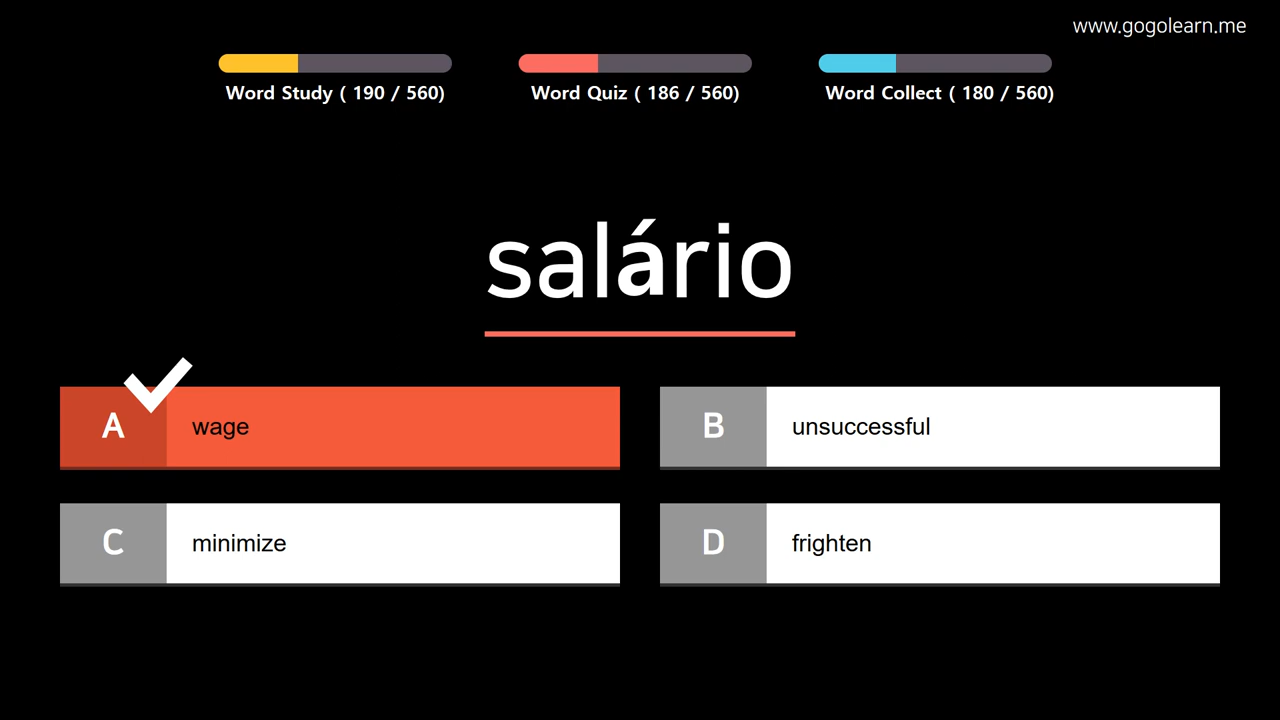 www.gogolearn.me
Word Study ( 190 / 560)
Word Quiz ( 186 / 560)
Word Collect ( 180 / 560)
salário
A wage
B unsuccessful
C minimize
D frighten